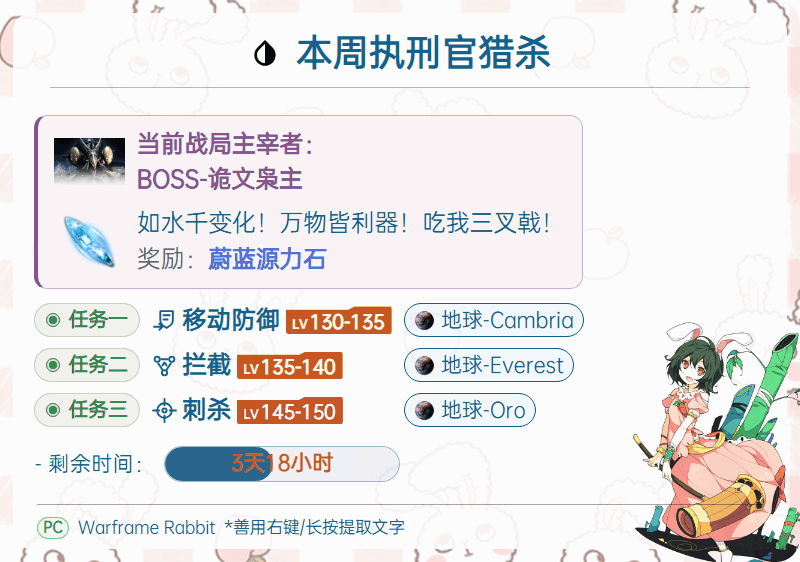 本周执刑官猎杀
当前战局主宰者：
BOSS-诡文枭主
如水千变化！万物皆利器！吃我三叉戟！
奖励：蔚蓝源力石
任务一 移动防御 LV130-135 地球-Cambria
任务二 拦截 LV135-140 地球-Everest
任务三 刺杀 LV145-150 地球-Oro
- 剩余时间： 3天18小时
PC Warframe Rabbit *善用右键/长按提取文字